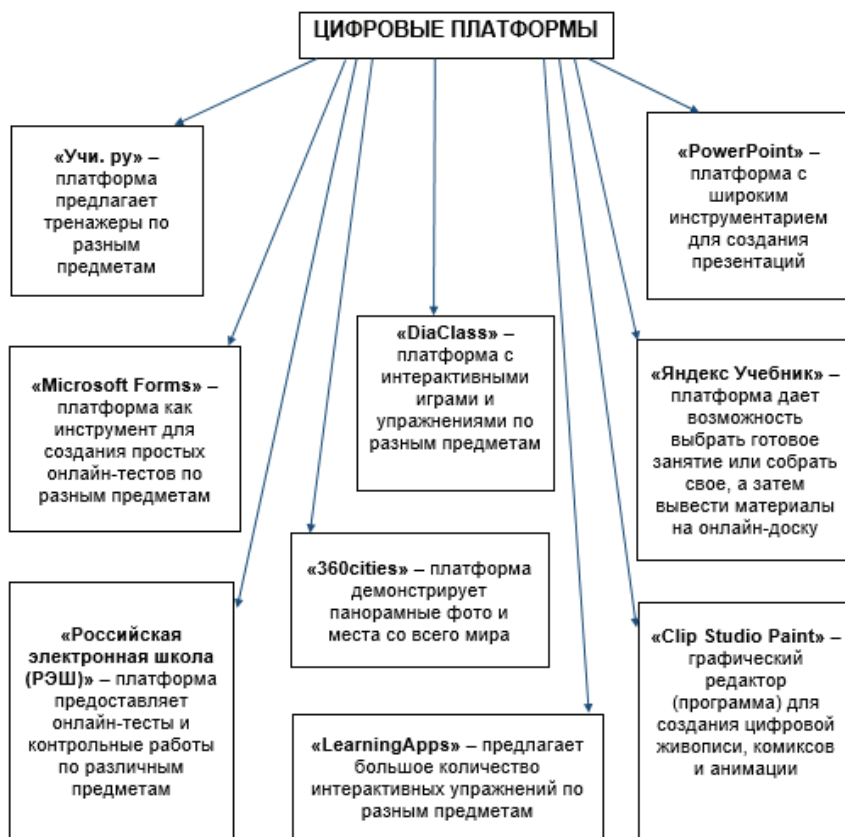 ЦИФРОВЫЕ ПЛАТФОРМЫ
«Учи. ру» –
платформа
предлагает
тренажеры по
разным
предметам
«PowerPoint» –
платформа с
широким
инструментарием
для создания
презентаций
«Microsoft Forms» –
платформа как
инструмент для
создания простых
онлайн-тестов по
разным предметам
«DiaClass» –
платформа с
интерактивными
играми и
упражнениями по
разным предметам
«Яндекс Учебник» –
платформа дает
возможность
выбрать готовое
занятие или собрать
свое, а затем
вывести материалы
на онлайн-доску
«Российская
электронная школа
(РЭШ)» – платформа
предоставляет
онлайн-тесты и
контрольные работы
по различным
предметам
«360cities» – платформа
демонстрирует
панорамные фото и
места со всего мира
«Clip Studio Paint» –
графический
редактор
(программа) для
создания цифровой
живописи, комиксов
и анимации
«LearningApps» – предлагает
большое количество
интерактивных упражнений по
разным предметам